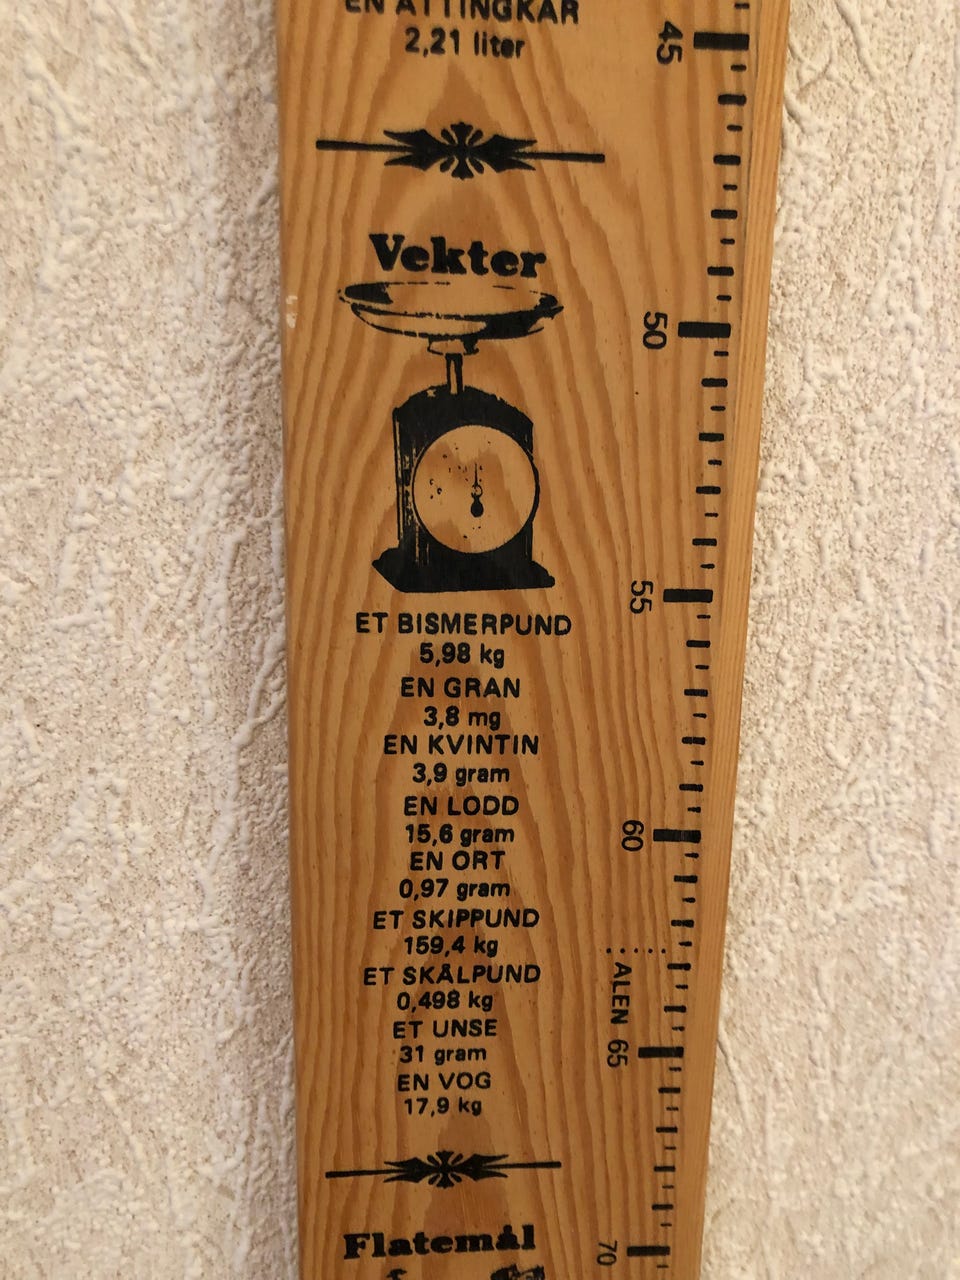 EN ATTINGKAR
2,21 liter
Vekter
ET BISMERPUND
5,98 kg
EN GRAN
3,8 mg
EN KVINTIN
3,9 gram
EN LODD
15,6 gram
EN ORT
0,97 gram
ET SKIPPUND
159,4 kg
ET SKÅLPUND
0,498 kg
ET UNSE
31 gram
EN VOG
17,9 kg
Flatemål
45
50
55
60
ALEN
65
70